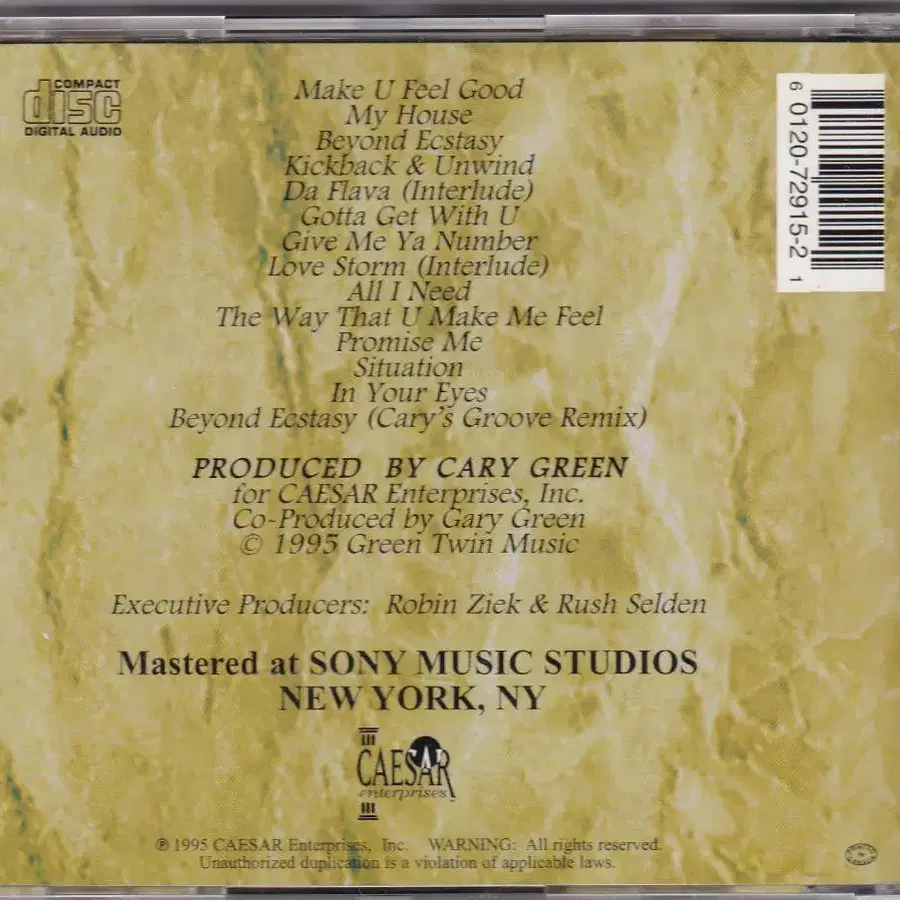 COMPACT
disc
DIGITAL AUDIO
Make U Feel Good
My House
Beyond Ecstasy
Kickback & Unwind
Da Flava (Interlude)
Gotta Get With U
Give Me Ya Number
Love Storm (Interlude)
All I Need
The Way That U Make Me Feel
Promise Me
Situation
In Your Eyes
Beyond Ecstasy (Cary's Groove Remix)
PRODUCED BY CARY GREEN
for CAESAR Enterprises, Inc.
Co-Produced by Gary Green
© 1995 Green Twin Music
Executive Producers: Robin Ziek & Rush Selden
Mastered at SONY MUSIC STUDIOS
NEW YORK, NY
CAESAR
enterprises
℗ 1995 CAESAR Enterprises, Inc. WARNING: All rights reserved.
Unauthorized duplication is a violation of applicable laws.
6 0120-72915-2 1